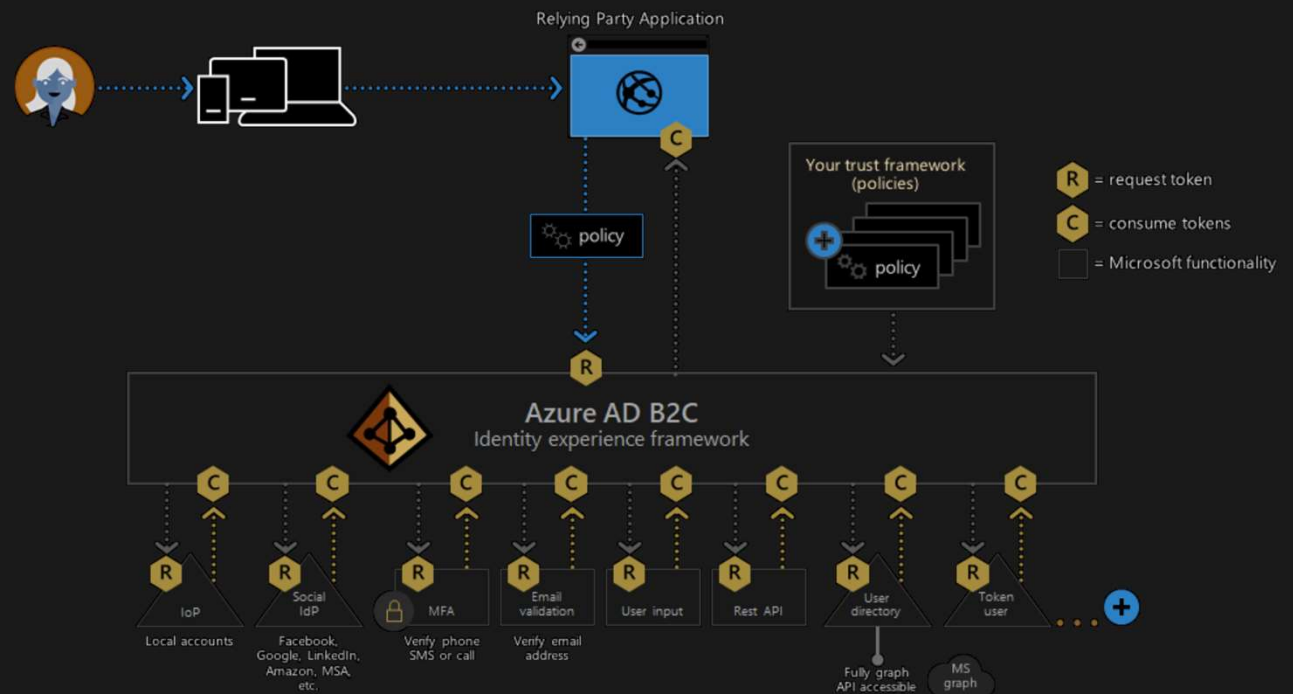 Relying Party Application
C
Your trust framework
(policies)
policy
policy
R = request token
C = consume tokens
= Microsoft functionality
R
Azure AD B2C
Identity experience framework
C
C
C
C
C
C
C
C
R
R
R
R
R
R
R
R
IoP
Social
IdP
MFA
Email
validation
User input
Rest API
User
directory
Token
user
Local accounts
Facebook,
Google, LinkedIn,
Amazon, MSA,
etc.
Verify phone
SMS or call
Verify email
address
Fully graph
API accessible
MS
graph